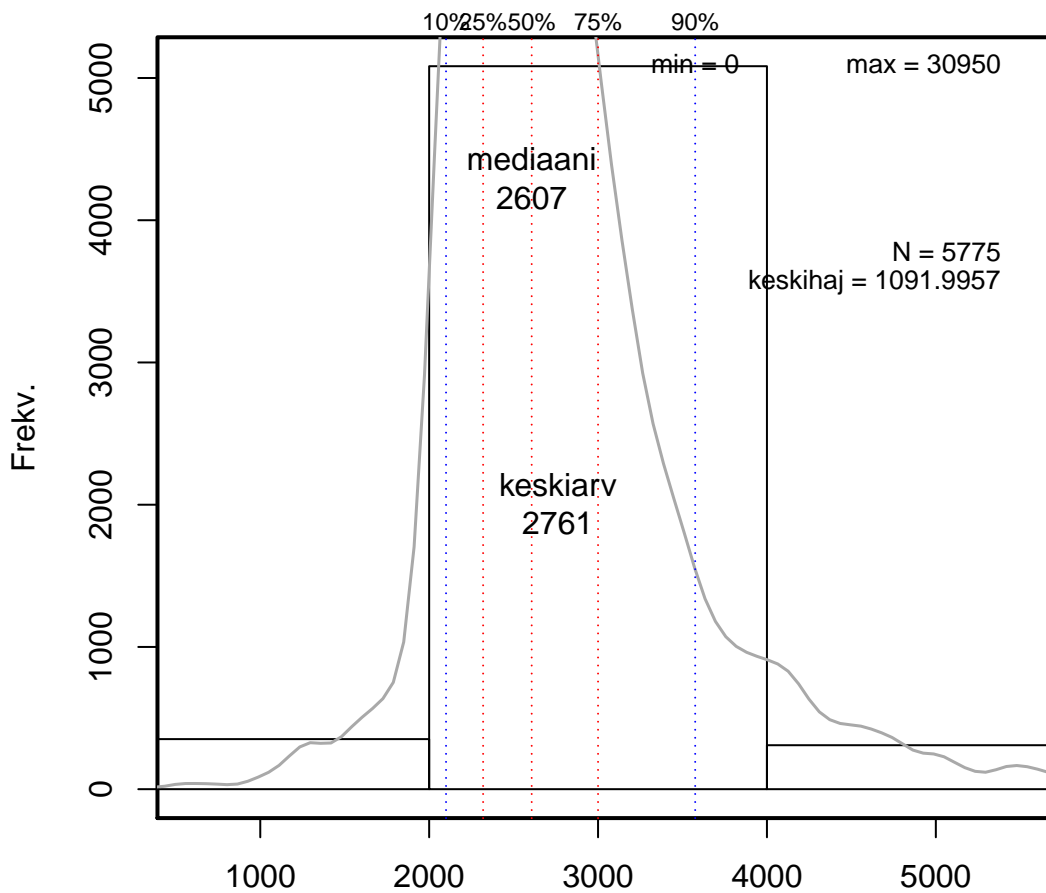 10% 25% 50% 75% 90%
min = 0 max = 30950
mediaani
2607
N = 5775
keskihaj = 1091.9957
keskiarv
2761
Frekv.
5000
4000
3000
2000
1000
0
1000 2000 3000 4000 5000